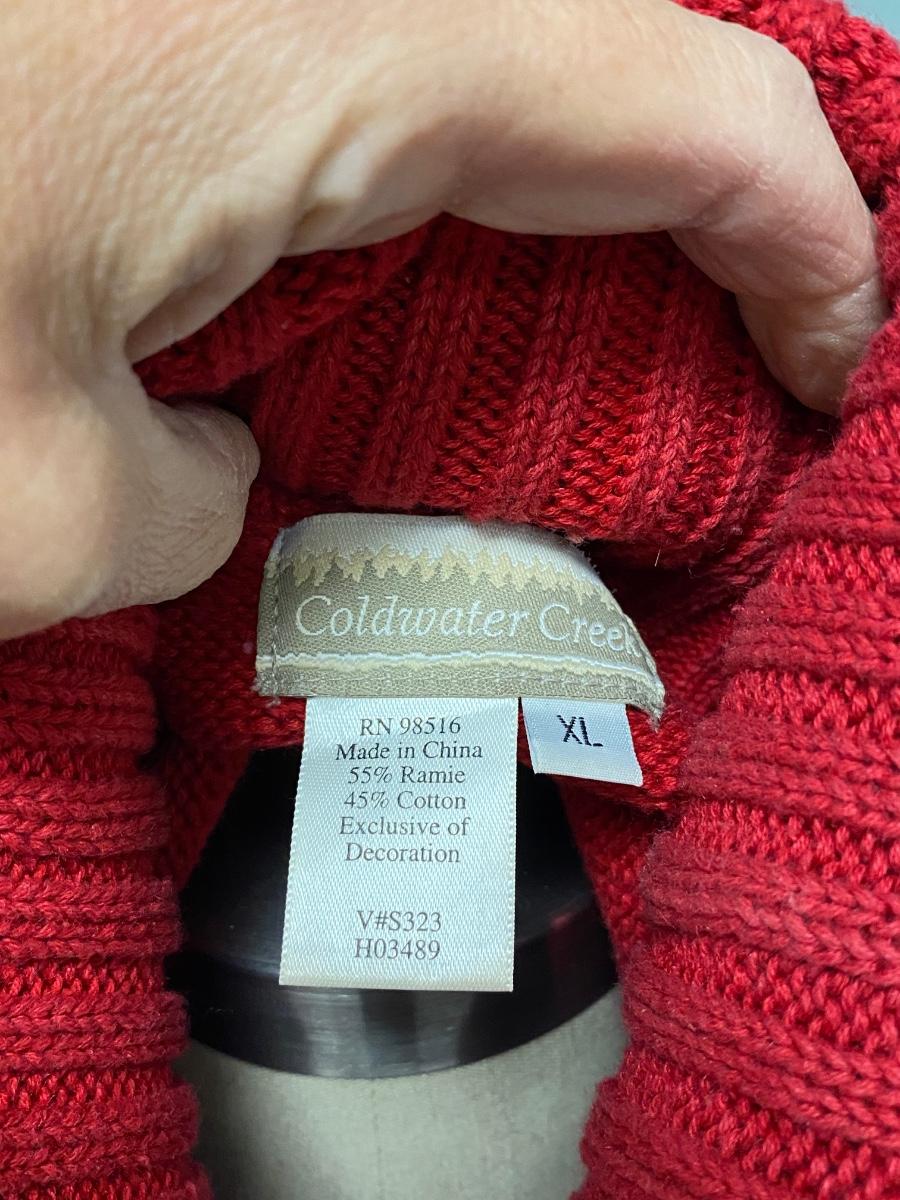 Coldwater Creek
XL
RN 98516
Made in China
55% Ramie
45% Cotton
Exclusive of
Decoration
V#S323
H03489